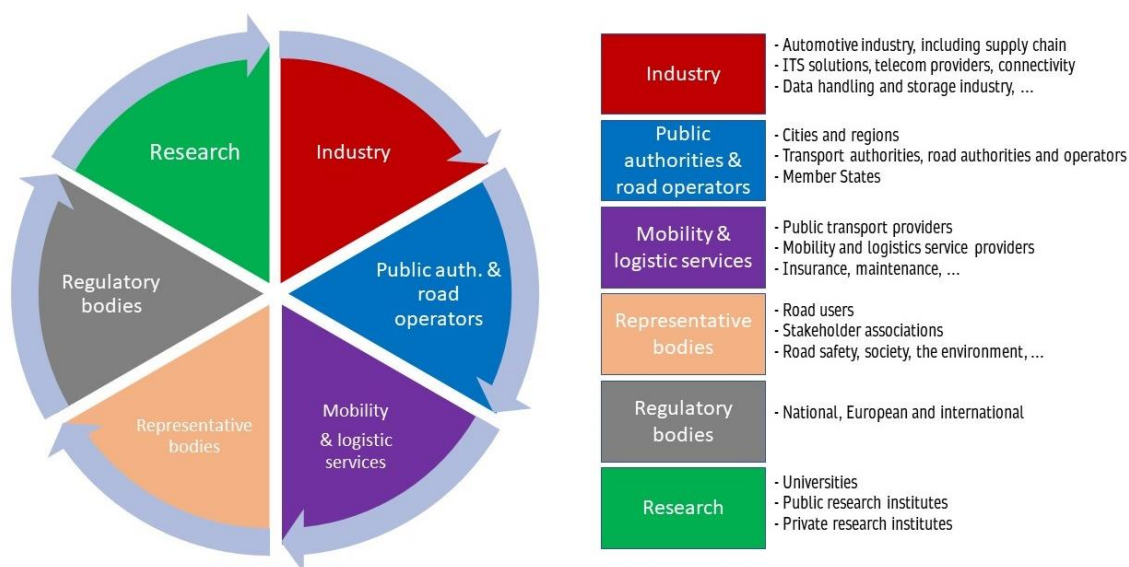 Research
Industry
Regulatory
bodies
Public auth. &
road
operators
Representative
bodies
Mobility
& logistic
services
Industry
- Automotive industry, including supply chain
- ITS solutions, telecom providers, connectivity
- Data handling and storage industry, ...
Public
authorities &
road operators
- Cities and regions
- Transport authorities, road authorities and operators
- Member States
Mobility &
logistic services
- Public transport providers
- Mobility and logistics service providers
- Insurance, maintenance, ...
Representative
bodies
- Road users
- Stakeholder associations
- Road safety, society, the environment, ...
Regulatory
bodies
- National, European and international
Research
- Universities
- Public research institutes
- Private research institutes